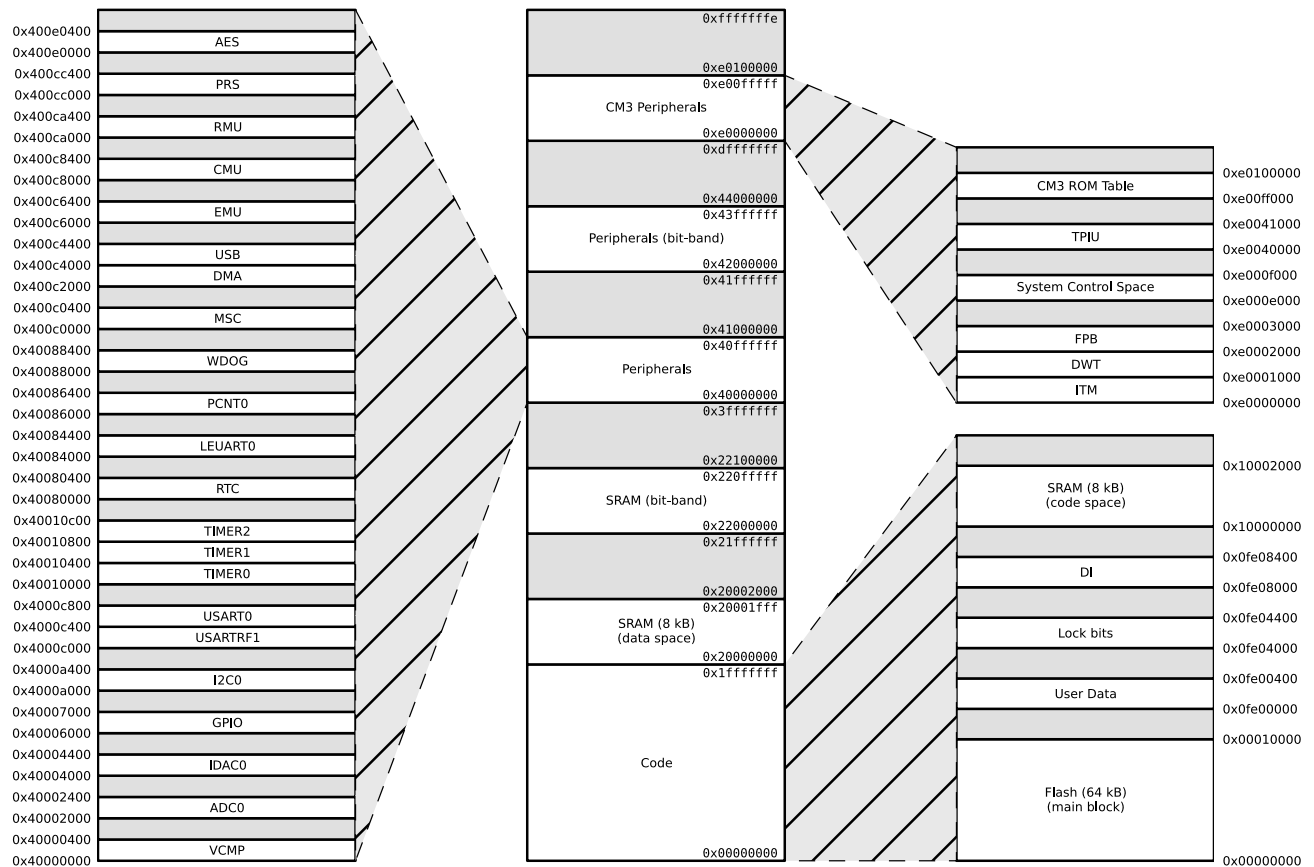 0x400e0400
AES
0x400e0000
0x400cc400
PRS
0x400cc000
0x400ca400
RMU
0x400ca000
0x400c8400
CMU
0x400c8000
0x400c6400
EMU
0x400c6000
0x400c4400
USB
0x400c4000
DMA
0x400c2000
0x400c0400
MSC
0x400c0000
0x40088400
WDOG
0x40088000
0x40086400
PCNT0
0x40086000
0x40084400
LEUART0
0x40084000
0x40080400
RTC
0x40080000
0x40010c00
TIMER2
0x40010800
TIMER1
0x40010400
TIMER0
0x40010000
0x4000c800
USART0
0x4000c400
USARTRF1
0x4000c000
0x4000a400
I2C0
0x4000a000
0x40007000
GPIO
0x40006000
0x40004400
IDAC0
0x40004000
0x40002400
ADC0
0x40002000
0x40000400
VCMP
0x40000000
0xfffffffe
0xe0100000
0xe00fffff
CM3 Peripherals
0xe0000000
0xdfffffff
0x44000000
0x43ffffff
Peripherals (bit-band)
0x42000000
0x41ffffff
0x41000000
0x40ffffff
Peripherals
0x40000000
0x3fffffff
0x22100000
0x220fffff
SRAM (bit-band)
0x22000000
0x21ffffff
0x20002000
0x20001fff
SRAM (8 kB)
(data space)
0x20000000
0x1fffffff
Code
0x00000000
0xe0100000
CM3 ROM Table
0xe00ff000
0xe0041000
TPIU
0xe0040000
0xe000f000
System Control Space
0xe000e000
0xe0003000
FPB
0xe0002000
DWT
0xe0001000
ITM
0xe0000000
0x10002000
SRAM (8 kB)
(code space)
0x10000000
0x0fe08400
DI
0x0fe08000
0x0fe04400
Lock bits
0x0fe04000
0x0fe00400
User Data
0x0fe00000
0x00010000
Flash (64 kB)
(main block)
0x00000000